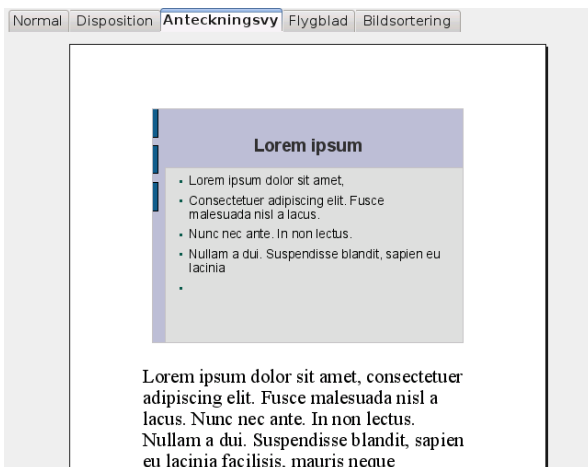 Normal Disposition Anteckningsvy Flygblad Bildsortering
Lorem ipsum
Lorem ipsum dolor sit amet,
Consectetuer adipiscing elit. Fusce
malesuada nisl a lacus.
Nunc nec ante. In non lectus.
Nullam a dui. Suspendisse blandit, sapien eu
lacinia
Lorem ipsum dolor sit amet, consectetuer
adipiscing elit. Fusce malesuada nisl a
lacus. Nunc nec ante. In non lectus.
Nullam a dui. Suspendisse blandit, sapien
eu lacinia facilisis, mauris neque